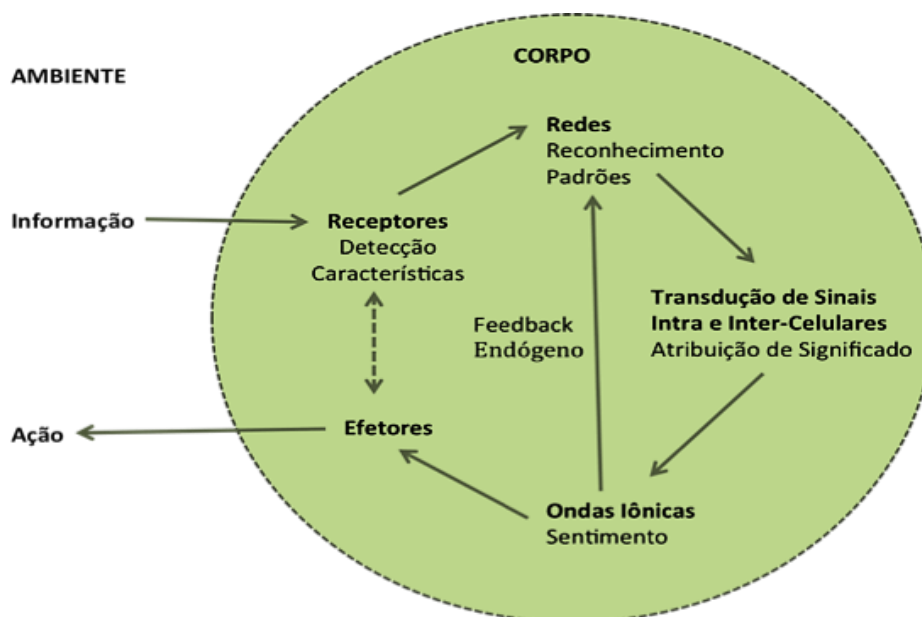 AMBIENTE
CORPO
Redes
Reconhecimento
Padrões
Informação
Receptores
Detecção
Características
Transdução de Sinais
Intra e Inter-Celulares
Atribuição de Significado
Feedback
Endógeno
Ação
Efetores
Ondas Iônicas
Sentimento